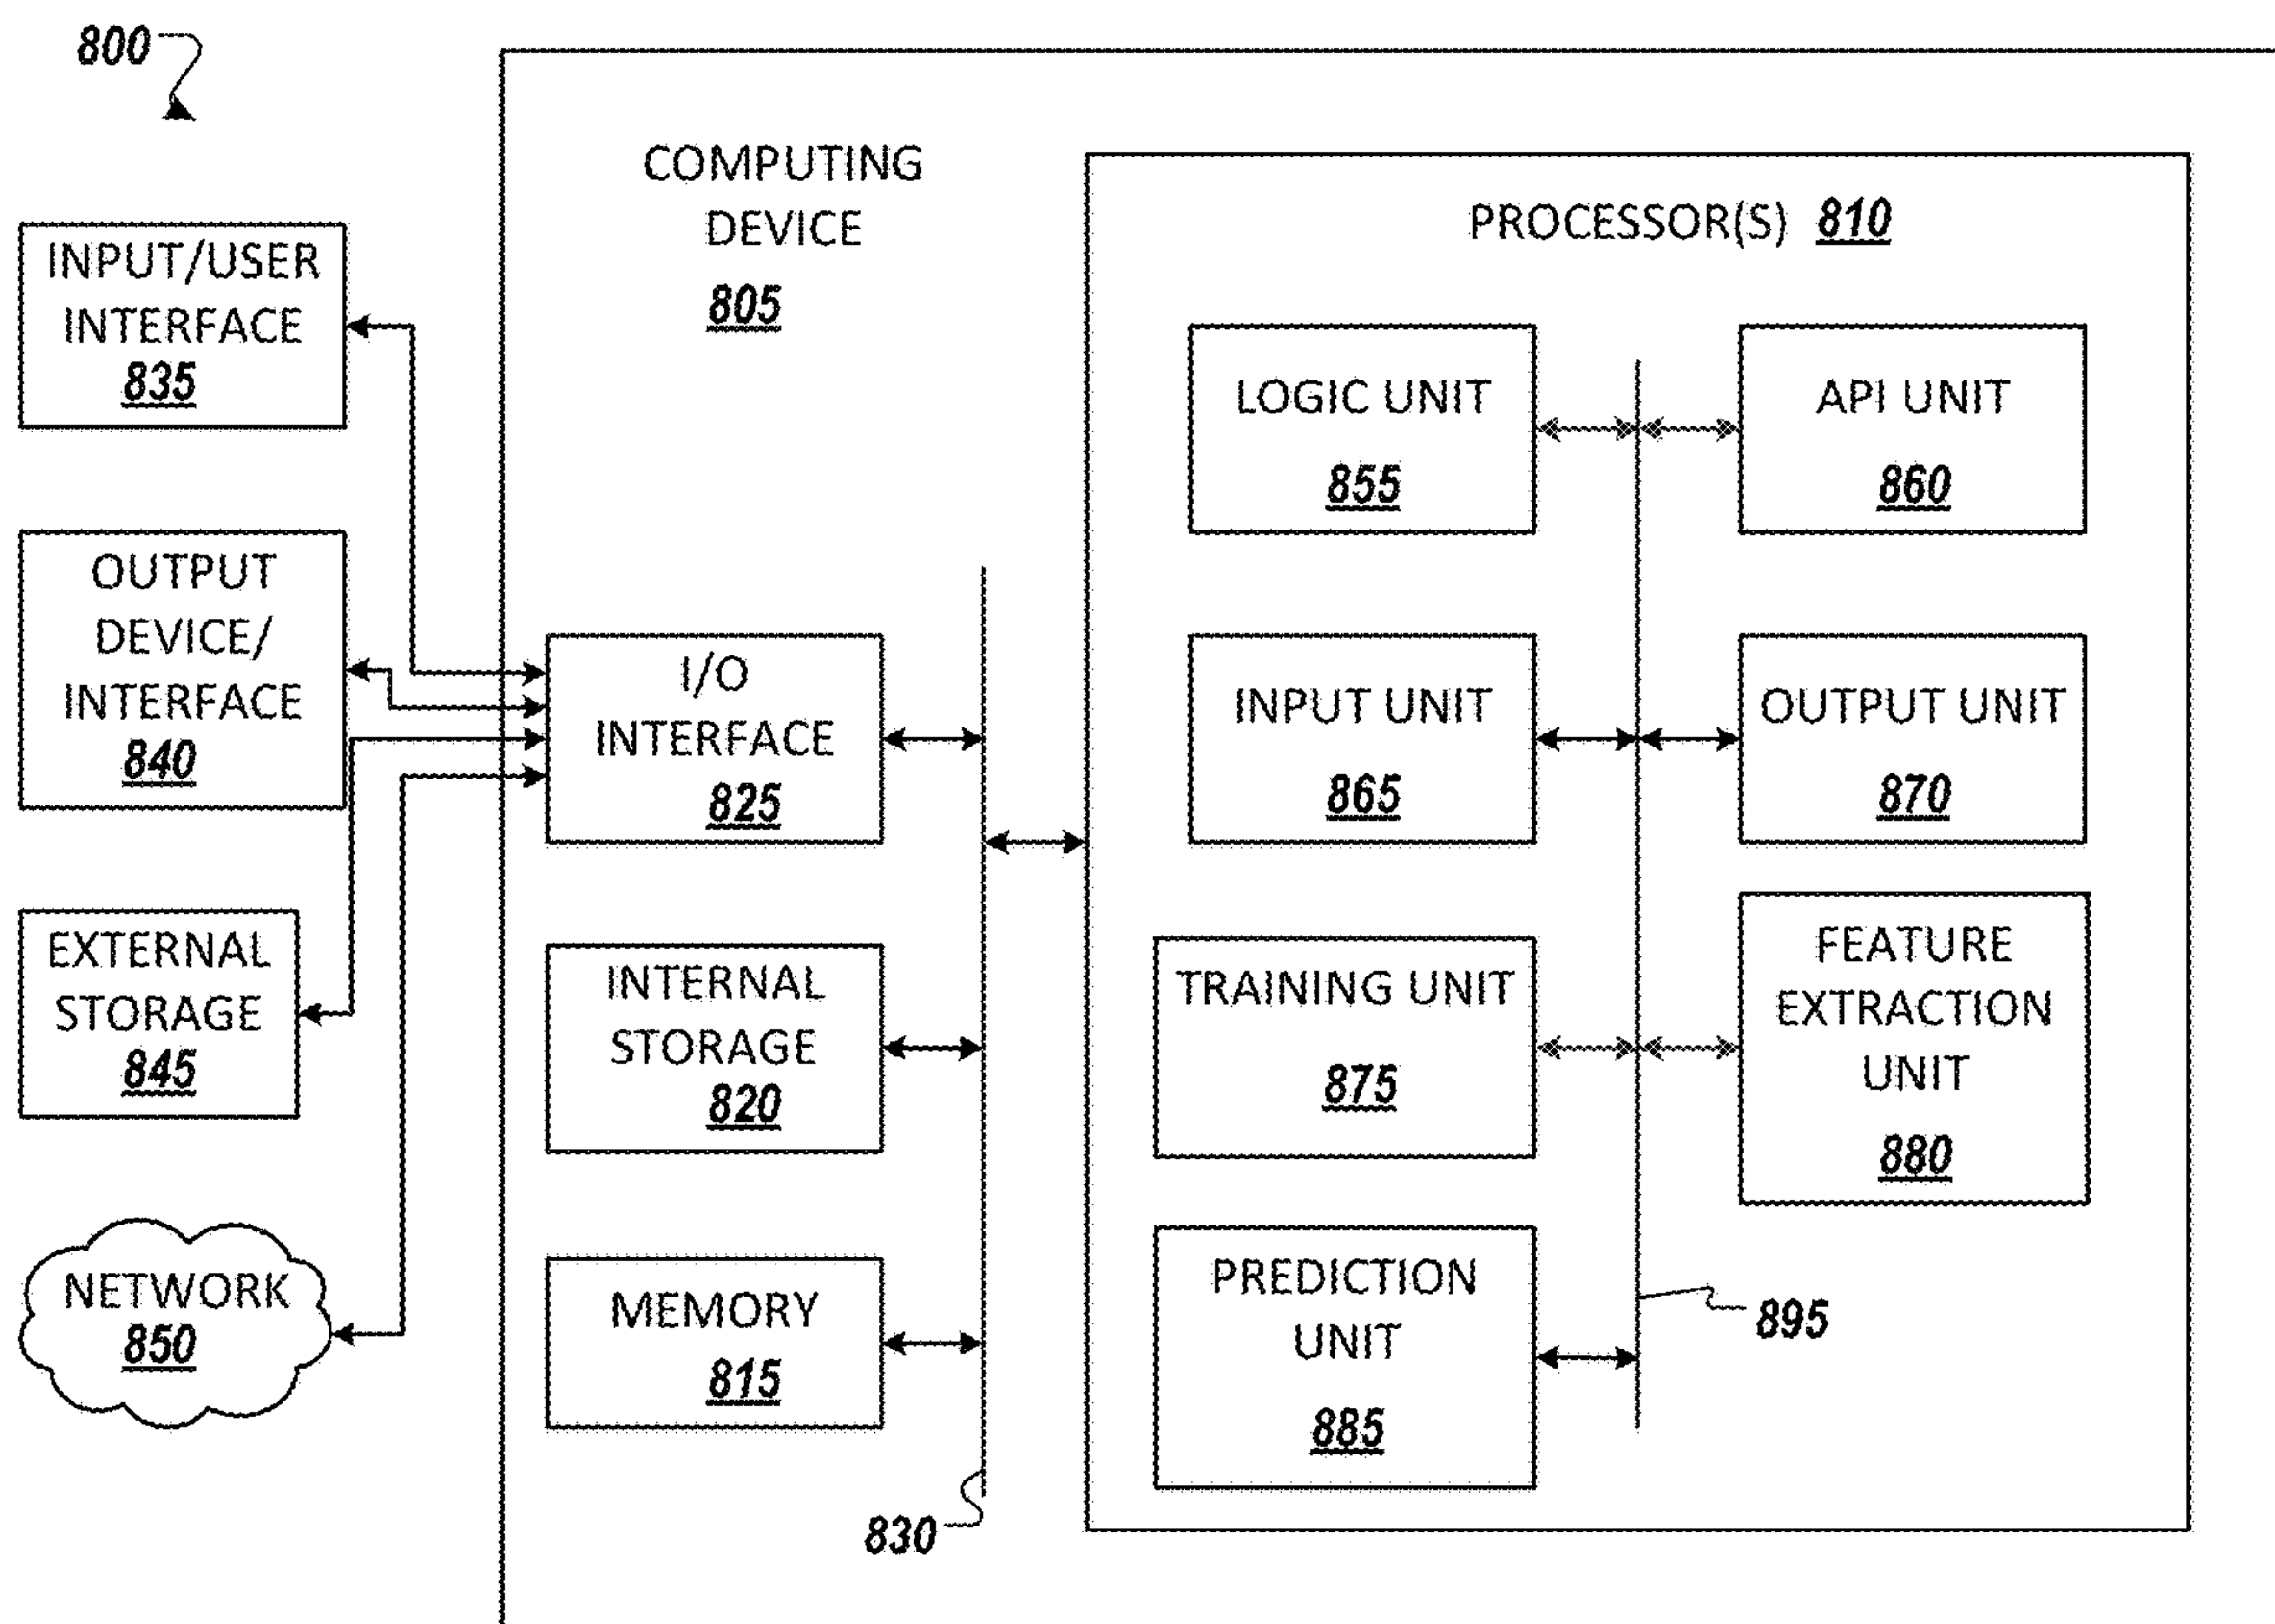 800
COMPUTING
DEVICE
805
PROCESSOR(S) 810
INPUT/USER
INTERFACE
835
OUTPUT
DEVICE/
INTERFACE
840
EXTERNAL
STORAGE
845
NETWORK
850
I/O
INTERFACE
825
INTERNAL
STORAGE
820
MEMORY
815
830
LOGIC UNIT
855
API UNIT
860
INPUT UNIT
865
OUTPUT UNIT
870
TRAINING UNIT
875
FEATURE
EXTRACTION
UNIT
880
PREDICTION
UNIT
885
895